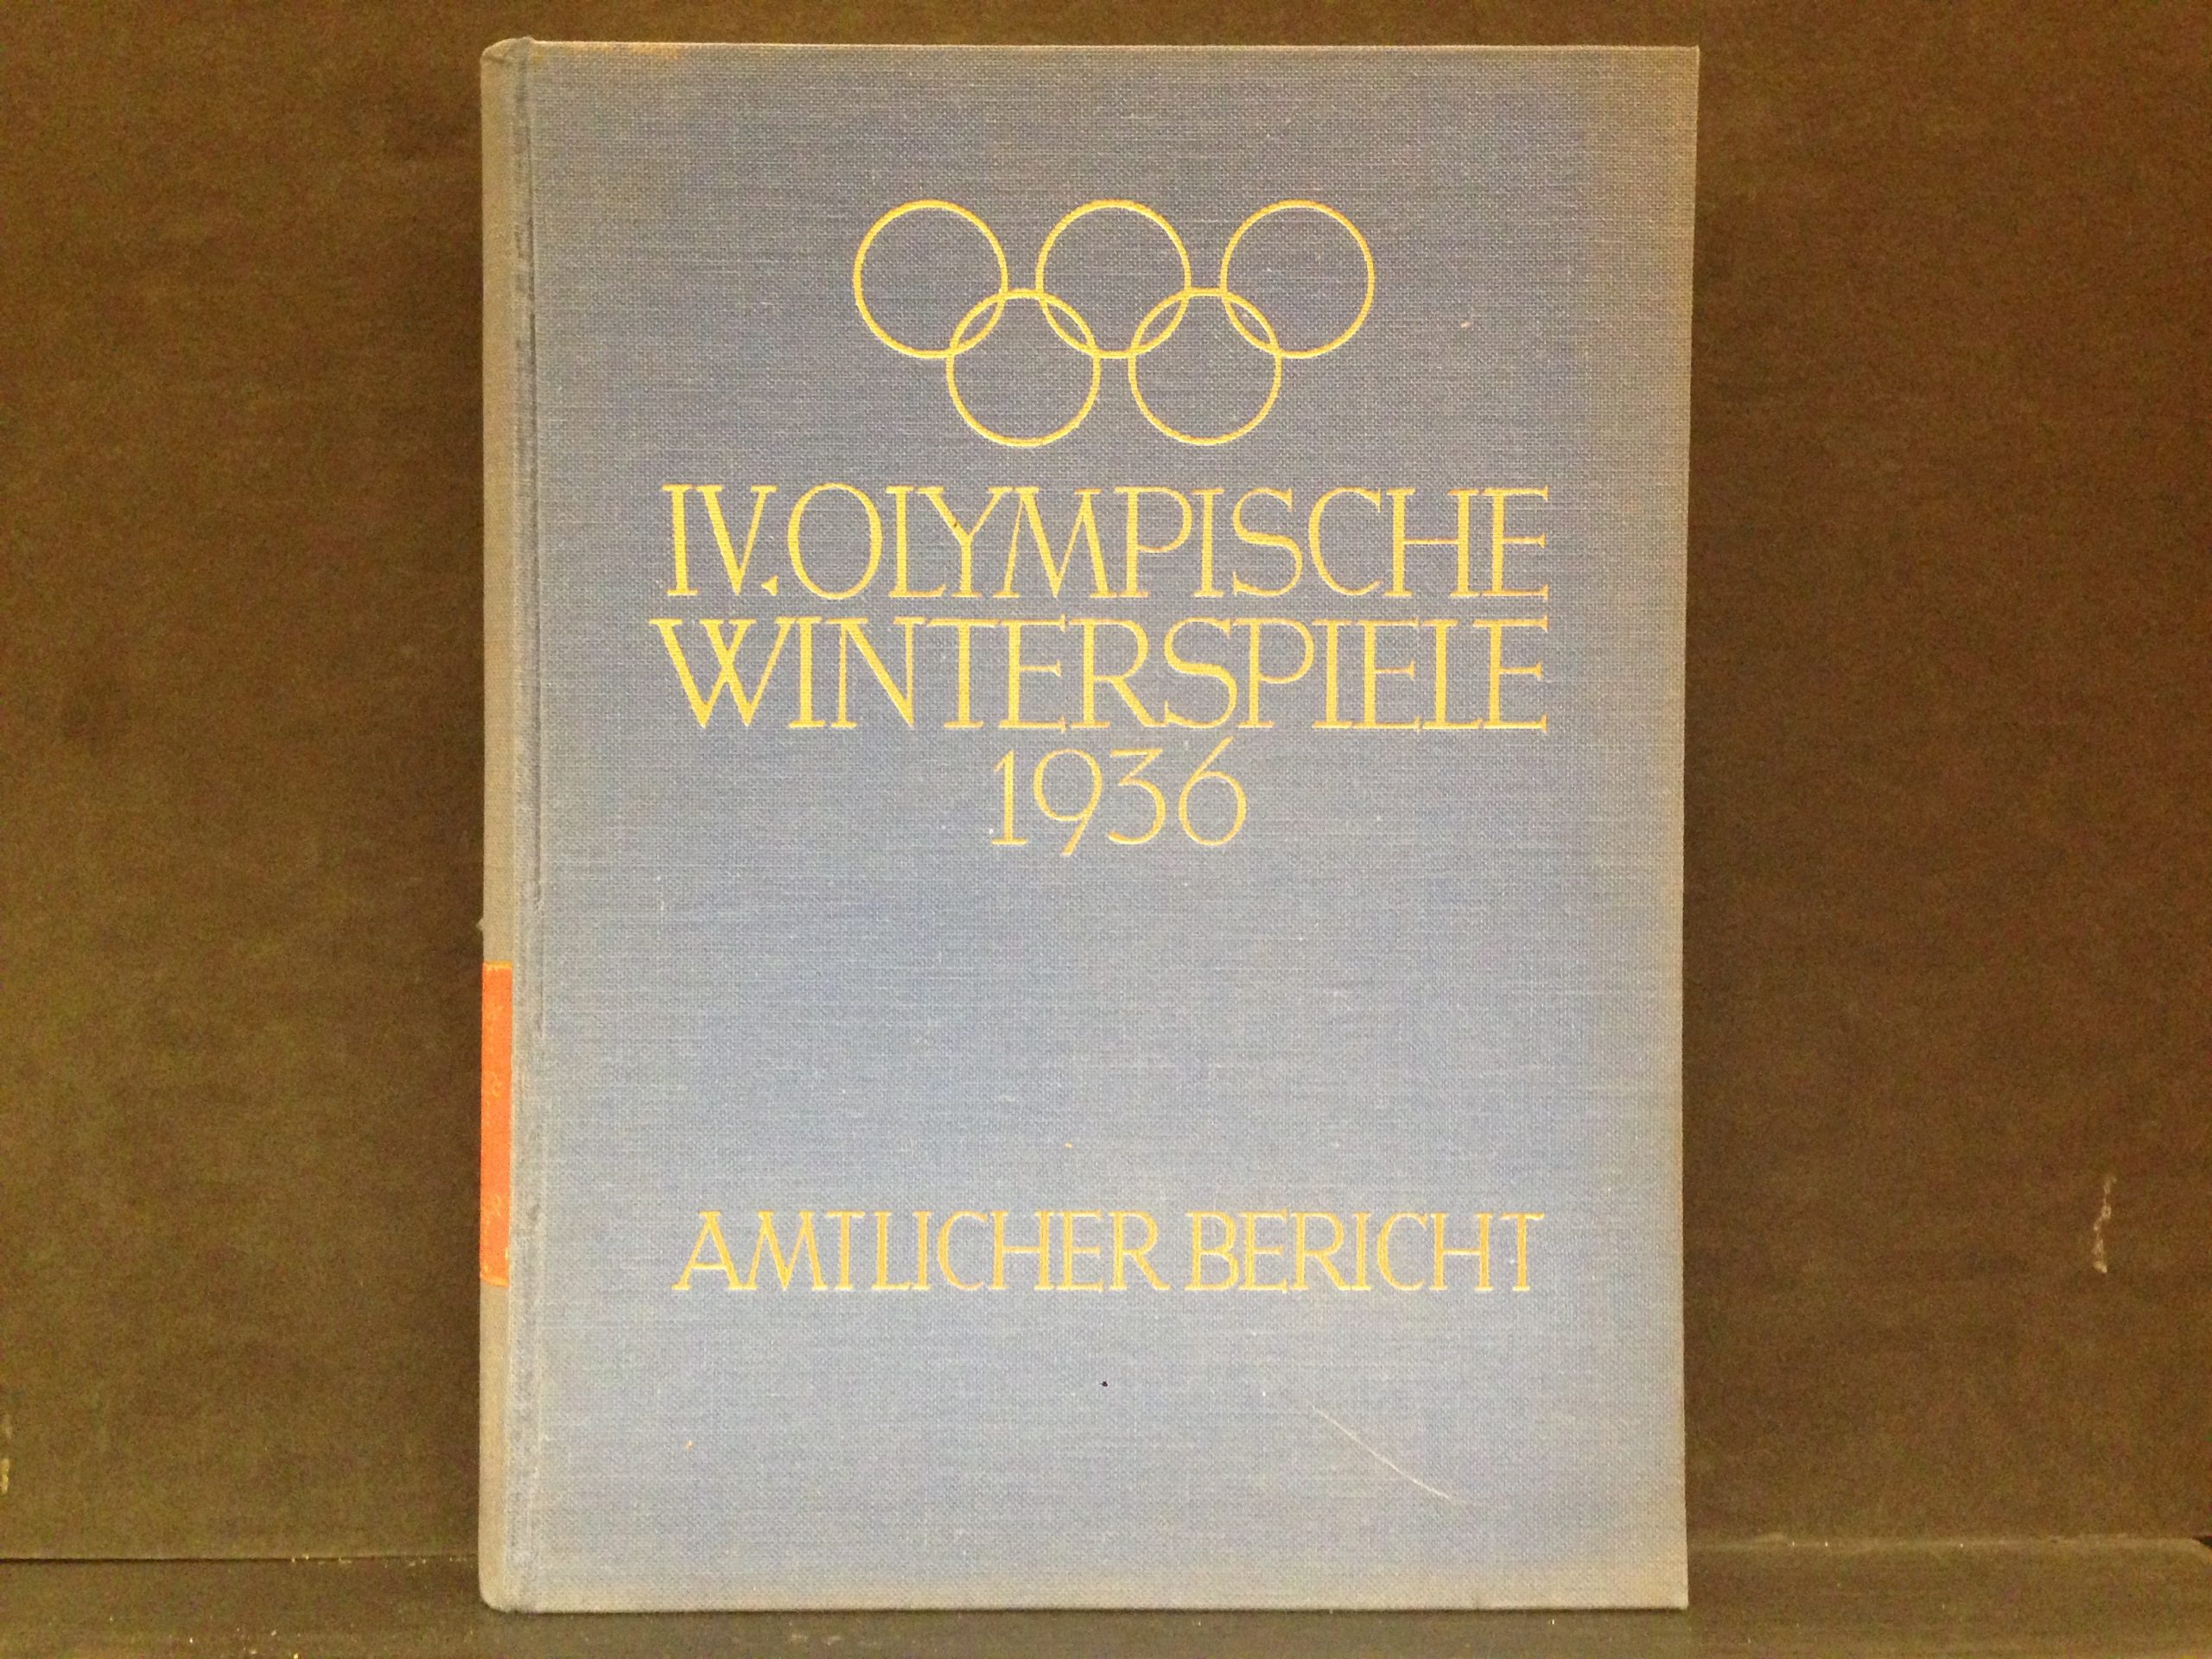 IV. OLYMPISCHE
WINTERSPIELE
1936
AMTLICHER BERICHT